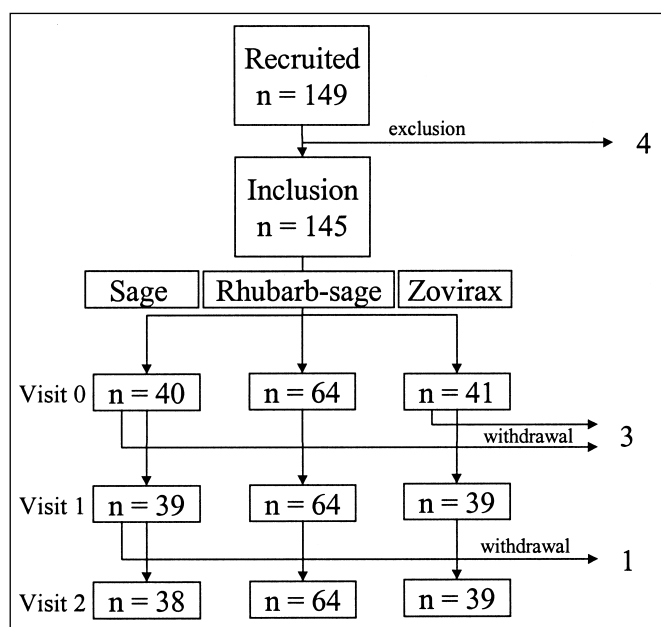 Recruited
n = 149
exclusion
4
Inclusion
n = 145
Sage
Rhubarb-sage
Zovirax
Visit 0
n = 40
n = 64
n = 41
withdrawal
3
Visit 1
n = 39
n = 64
n = 39
withdrawal
1
Visit 2
n = 38
n = 64
n = 39